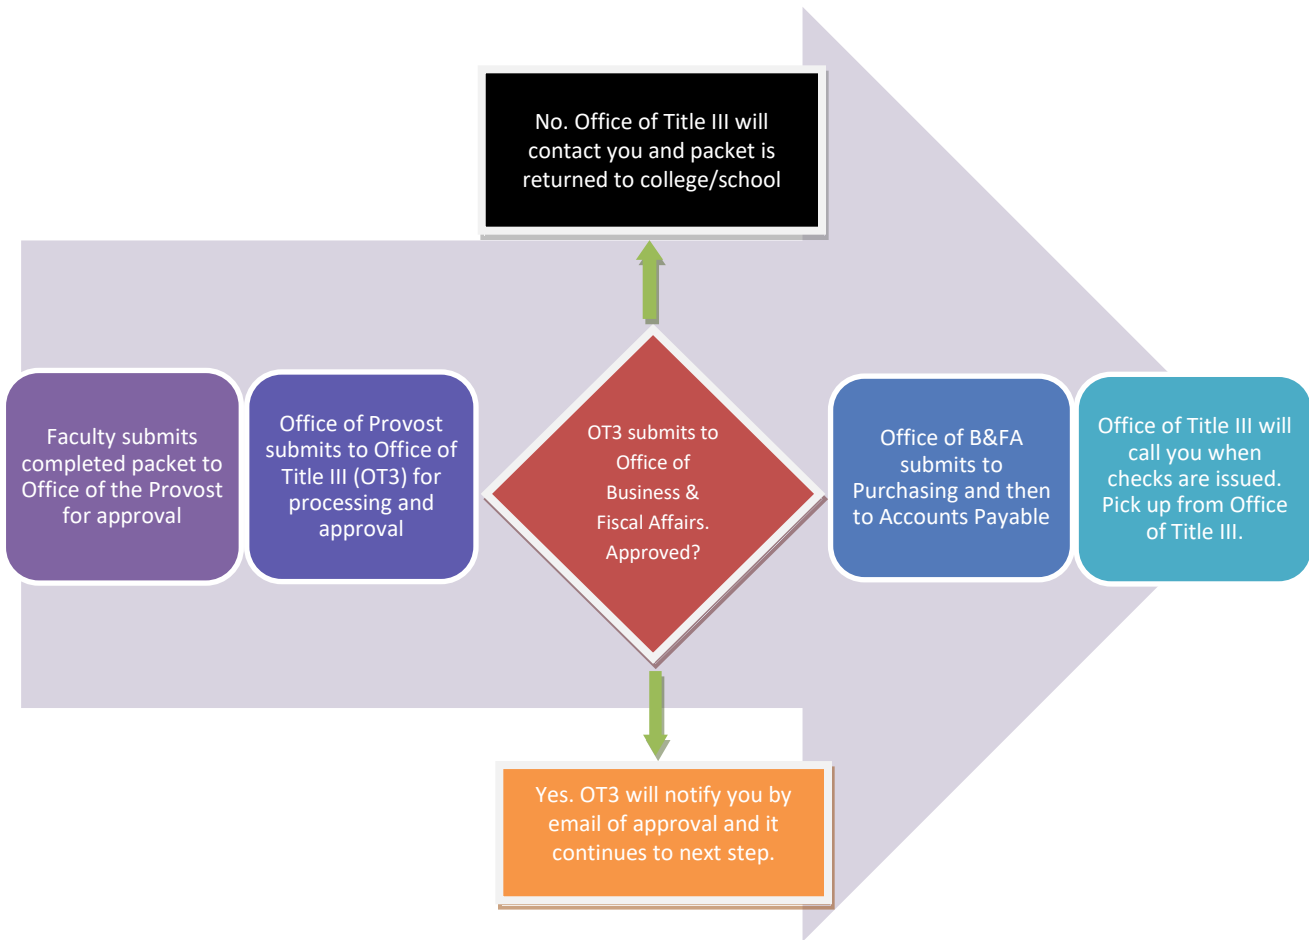 No. Office of Title III will
contact you and packet is
returned to college/school
Faculty submits
completed packet to
Office of the Provost
for approval
Office of Provost
submits to Office of
Title III (OT3) for
processing and
approval
OT3 submits to
Office of
Business &
Fiscal Affairs.
Approved?
Office of B&FA
submits to
Purchasing and then
to Accounts Payable
Office of Title III will
call you when
checks are issued.
Pick up from Office
of Title III.
Yes. OT3 will notify you by
email of approval and it
continues to next step.